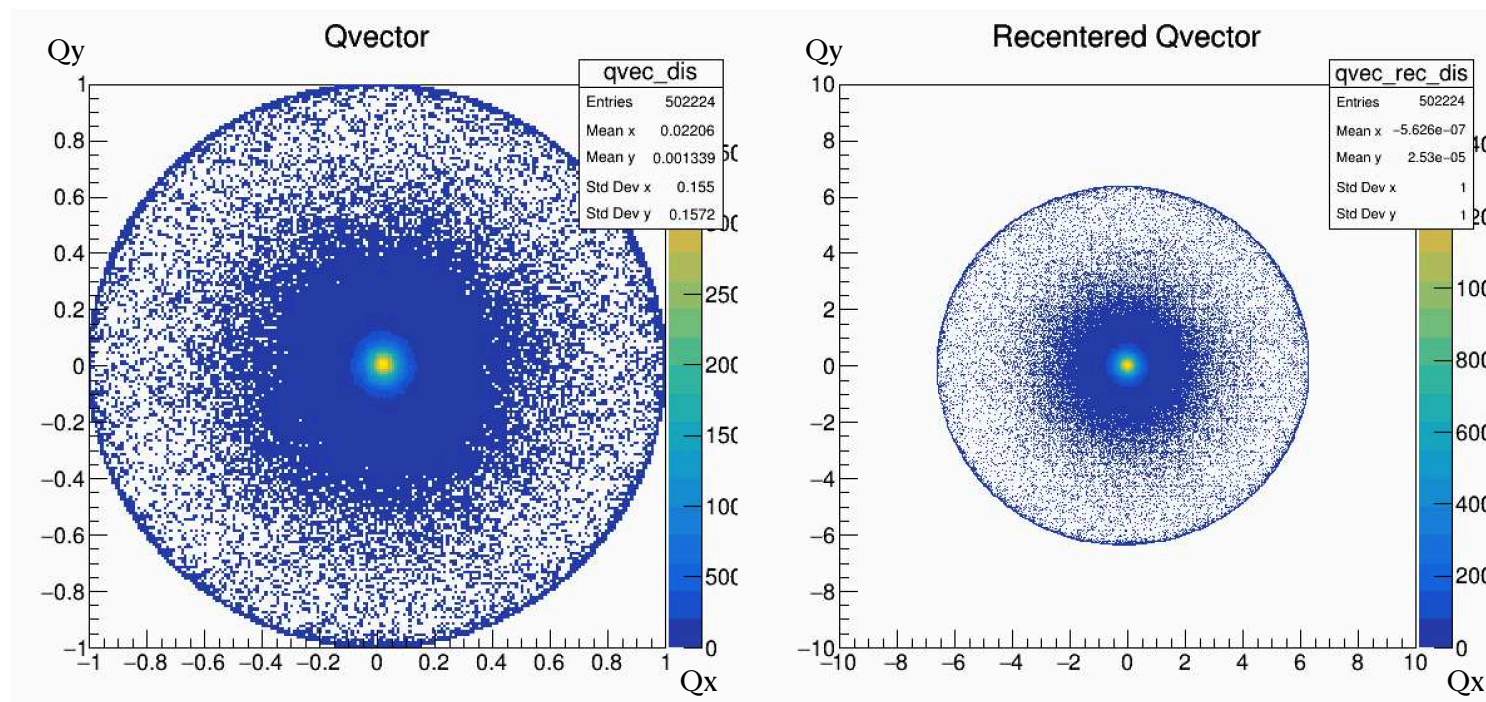 Qvector
Qy
qvec_dis
Entries 502224
Mean x 0.02206
Mean y 0.001339
Std Dev x 0.155
Std Dev y 0.1572
1
0.8
0.6
0.4
0.2
0
−0.2
−0.4
−0.6
−0.8
−1
−1 −0.8 −0.6 −0.4 −0.2 0 0.2 0.4 0.6 0.8 1
Qx
250
200
150
100
500
0
Recentered Qvector
Qy
qvec_rec_dis
Entries 502224
Mean x −5.626e−07
Mean y 2.53e−05
Std Dev x 1
Std Dev y 1
10
8
6
4
2
0
−2
−4
−6
−8
−10
−10 −8 −6 −4 −2 0 2 4 6 8 10
Qx
100
800
600
400
200
0